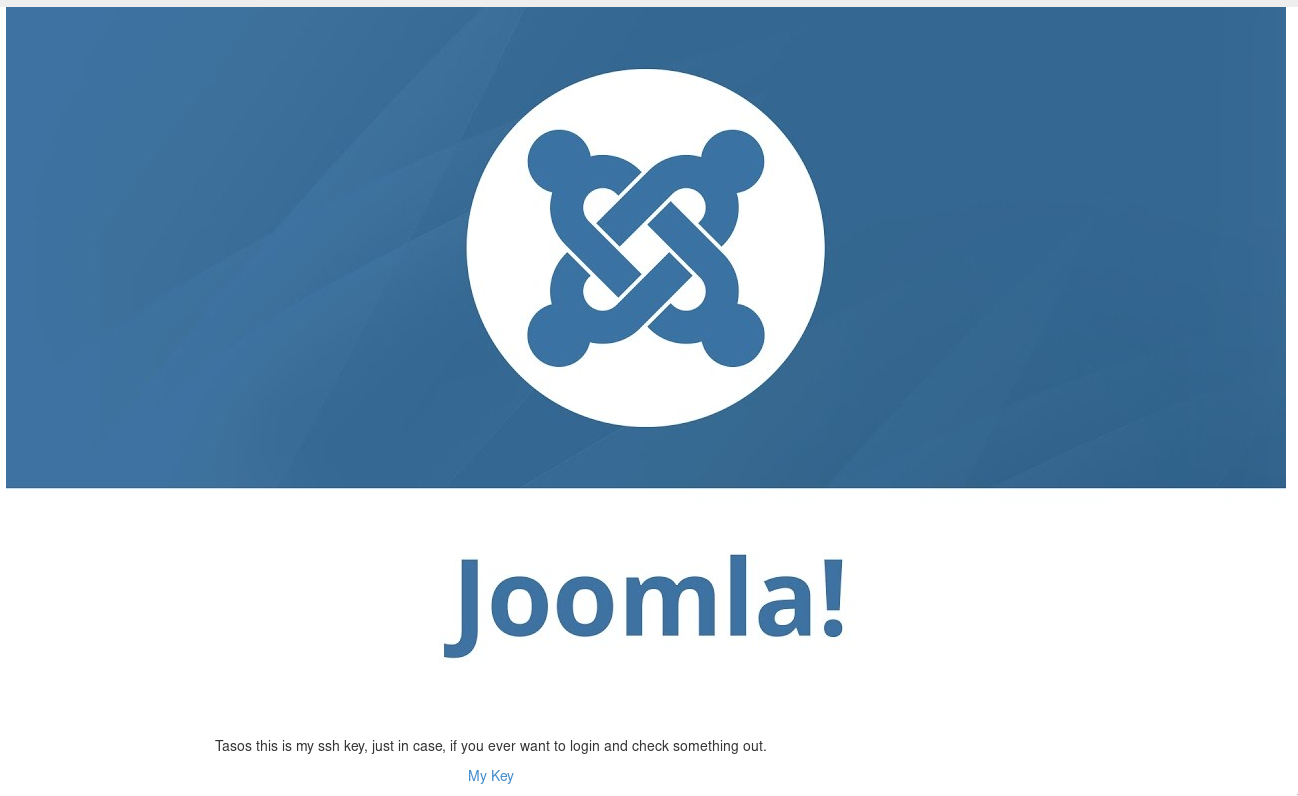 Joomla!
Tasos this is my ssh key, just in case, if you ever want to login and check something out.
My Key